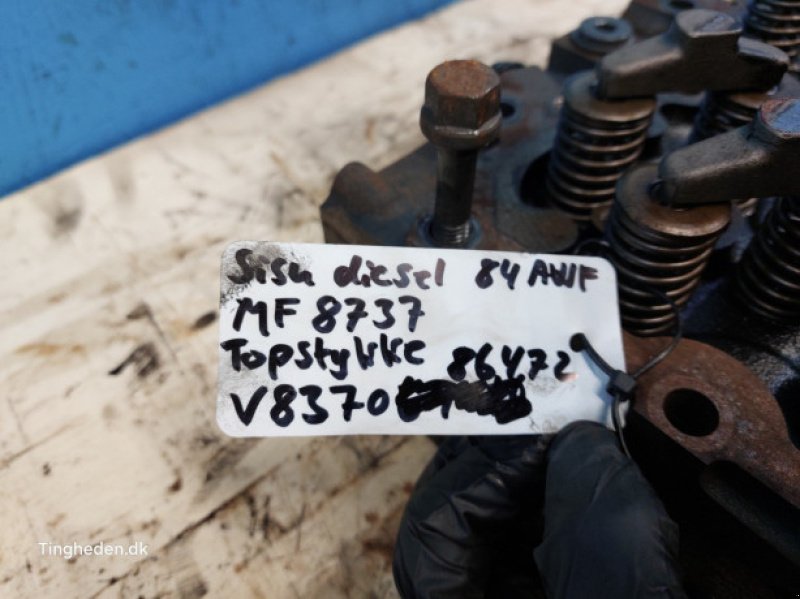 Sisu diesel 84 AWF
MF 8737
Topstykke 86472
V8370
Tingheden.dk